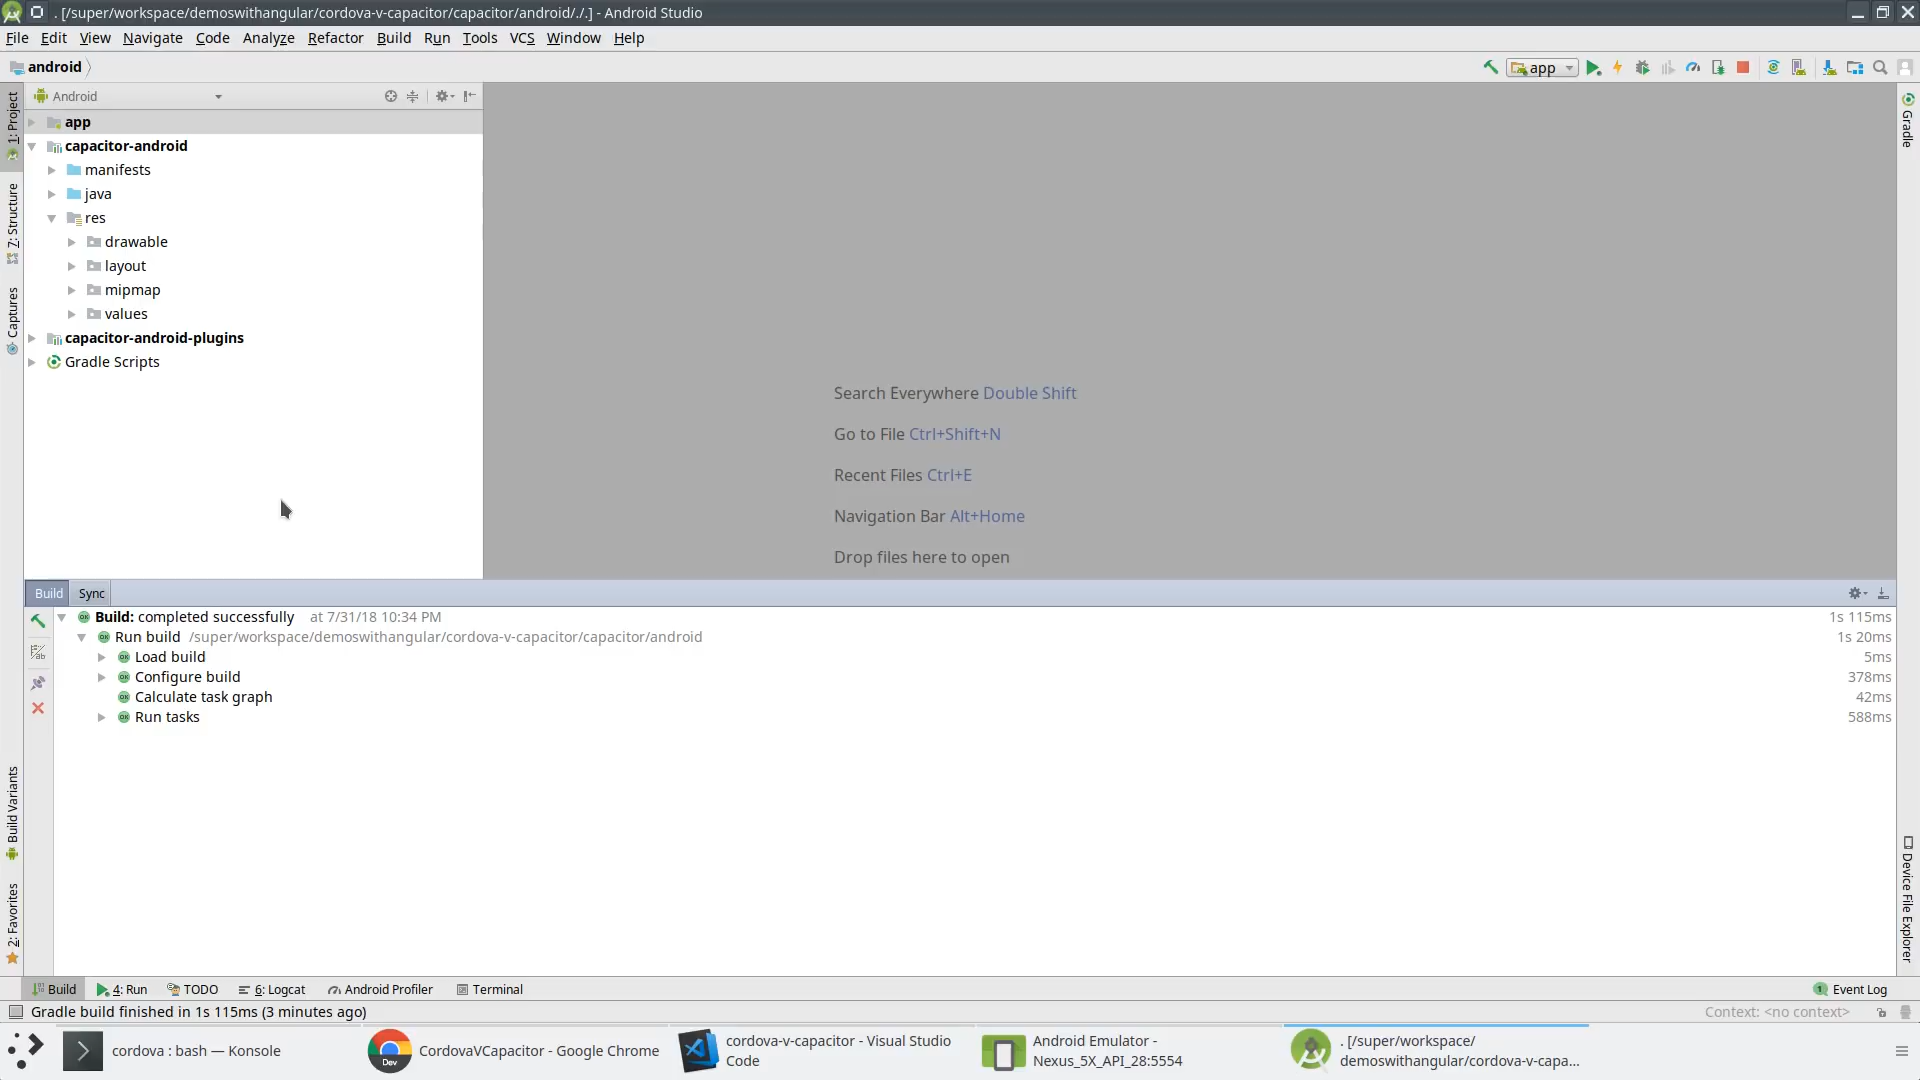 . [/super/workspace/demoswithangular/cordova-v-capacitor/capacitor/android/./.] - Android Studio
File Edit View Navigate Code Analyze Refactor Build Run Tools VCS Window Help
android
app
Android
app
capacitor-android
manifests
java
res
drawable
layout
mipmap
values
capacitor-android-plugins
Gradle Scripts
1: Project
7: Structure
Captures
Build Variants
2: Favorites
Gradle
Device File Explorer
Search Everywhere Double Shift
Go to File Ctrl+Shift+N
Recent Files Ctrl+E
Navigation Bar Alt+Home
Drop files here to open
Build Sync
Build: completed successfully at 7/31/18 10:34 PM 1s 115ms
Run build /super/workspace/demoswithangular/cordova-v-capacitor/capacitor/android 1s 20ms
Load build 5ms
Configure build 378ms
Calculate task graph 42ms
Run tasks 588ms
Build 4: Run TODO 6: Logcat Android Profiler Terminal 1 Event Log
Gradle build finished in 1s 115ms (3 minutes ago) Context: <no context>
cordova : bash — Konsole
Dev
CordovaVCapacitor - Google Chrome
cordova-v-capacitor - Visual Studio
Code
Android Emulator -
Nexus_5X_API_28:5554
. [/super/workspace/
demoswithangular/cordova-v-capa...